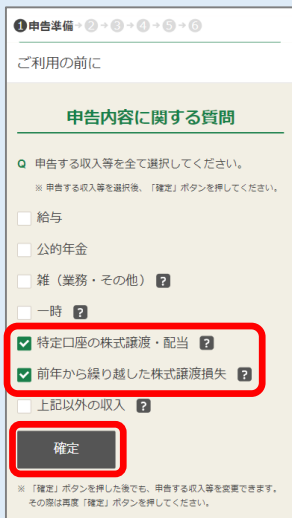 1申告準備 2 3 4 5 6
ご利用の前に
申告内容に関する質問
Q 申告する収入等を全て選択してください。
※ 申告する収入等を選択後、「確定」ボタンを押してください。
給与
公的年金
雑（業務・その他） ?
一時 ?
特定口座の株式譲渡・配当 ?
前年から繰り越した株式譲渡損失 ?
上記以外の収入 ?
確定
※ 「確定」ボタンを押した後でも、申告する収入等を変更できます。
その際は再度「確定」ボタンを押してください。